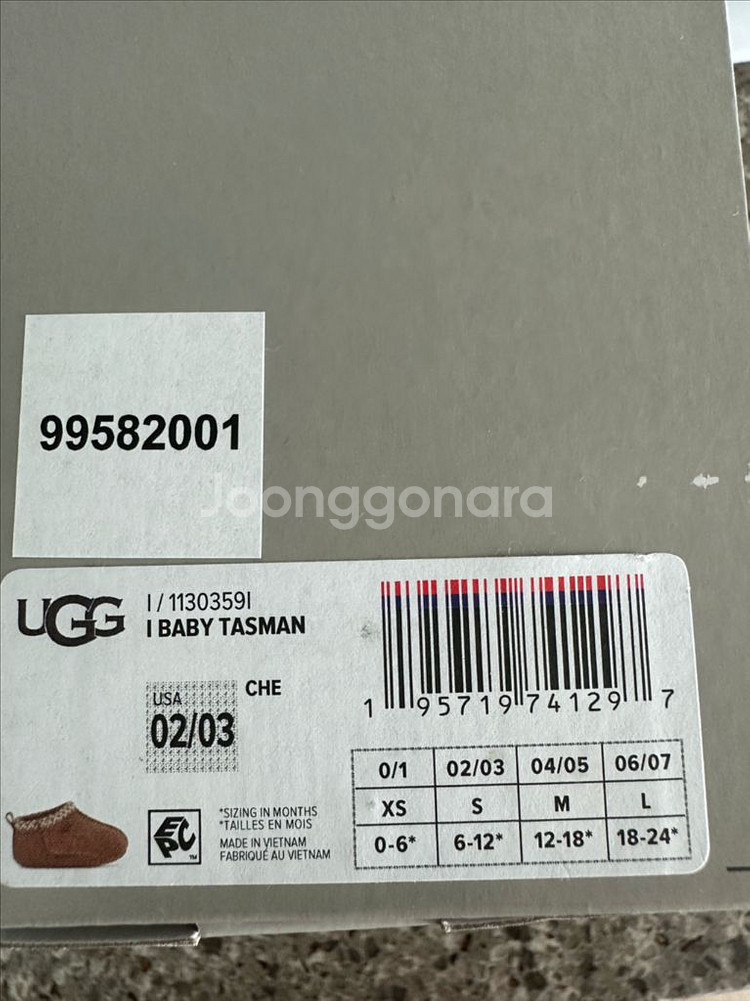 99582001
Joonggonara
UGG
I / 1130359I
I BABY TASMAN
CHE
USA
02/03
1 95719 74129 7
0/1 02/03 04/05 06/07
XS S M L
0-6* 6-12* 12-18* 18-24*
EPC™
*SIZING IN MONTHS
*TAILLES EN MOIS
MADE IN VIETNAM
FABRIQUÉ AU VIETNAM